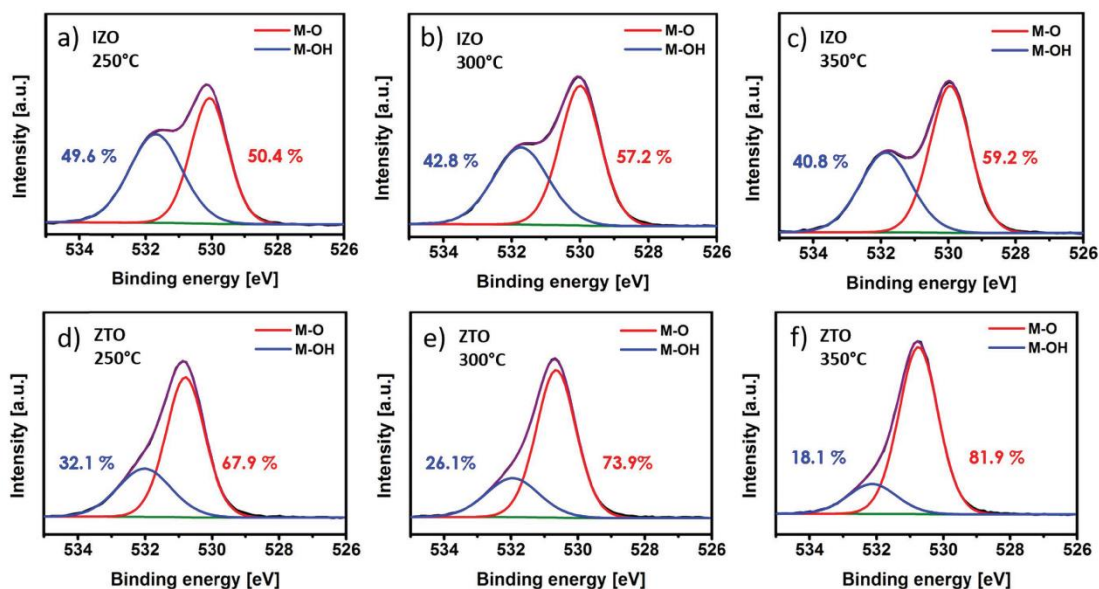 a) IZO
250°C
M-O
M-OH
49.6 %
50.4 %
Intensity [a.u.]
534 532 530 528 526
Binding energy [eV]
b) IZO
300°C
M-O
M-OH
42.8 %
57.2 %
Intensity [a.u.]
534 532 530 528 526
Binding energy [eV]
c) IZO
350°C
M-O
M-OH
40.8 %
59.2 %
Intensity [a.u.]
534 532 530 528 526
Binding energy [eV]
d) ZTO
250°C
M-O
M-OH
32.1%
67.9 %
Intensity [a.u.]
534 532 530 528 526
Binding energy [eV]
e) ZTO
300°C
M-O
M-OH
26.1%
73.9%
Intensity [a.u.]
534 532 530 528 526
Binding energy [eV]
f) ZTO
350°C
M-O
M-OH
18.1 %
81.9 %
Intensity [a.u.]
534 532 530 528 526
Binding energy [eV]